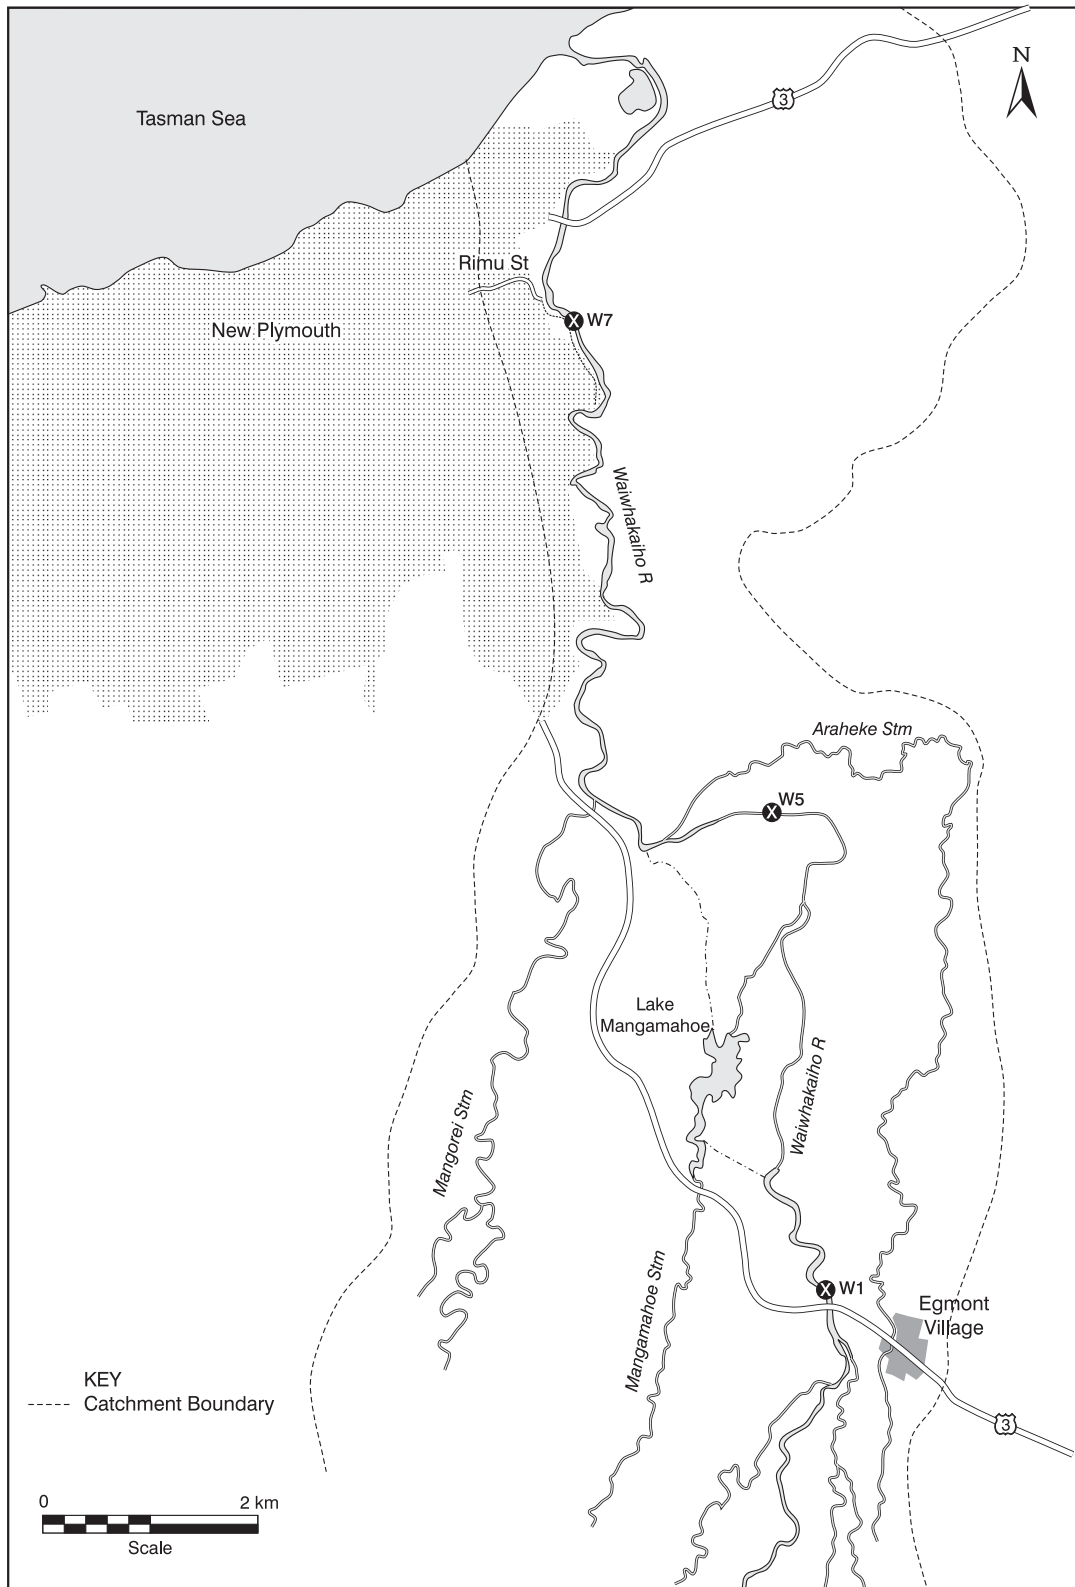 N
3
Tasman Sea
Rimu St
W7
New Plymouth
Waiwhakaiho R
Araheke Stm
W5
Lake
Mangamahoe
Waiwhakaiho R
Mangorei Stm
Mangamahoe Stm
W1
Egmont
Village
3
KEY
Catchment Boundary
0 2 km
Scale